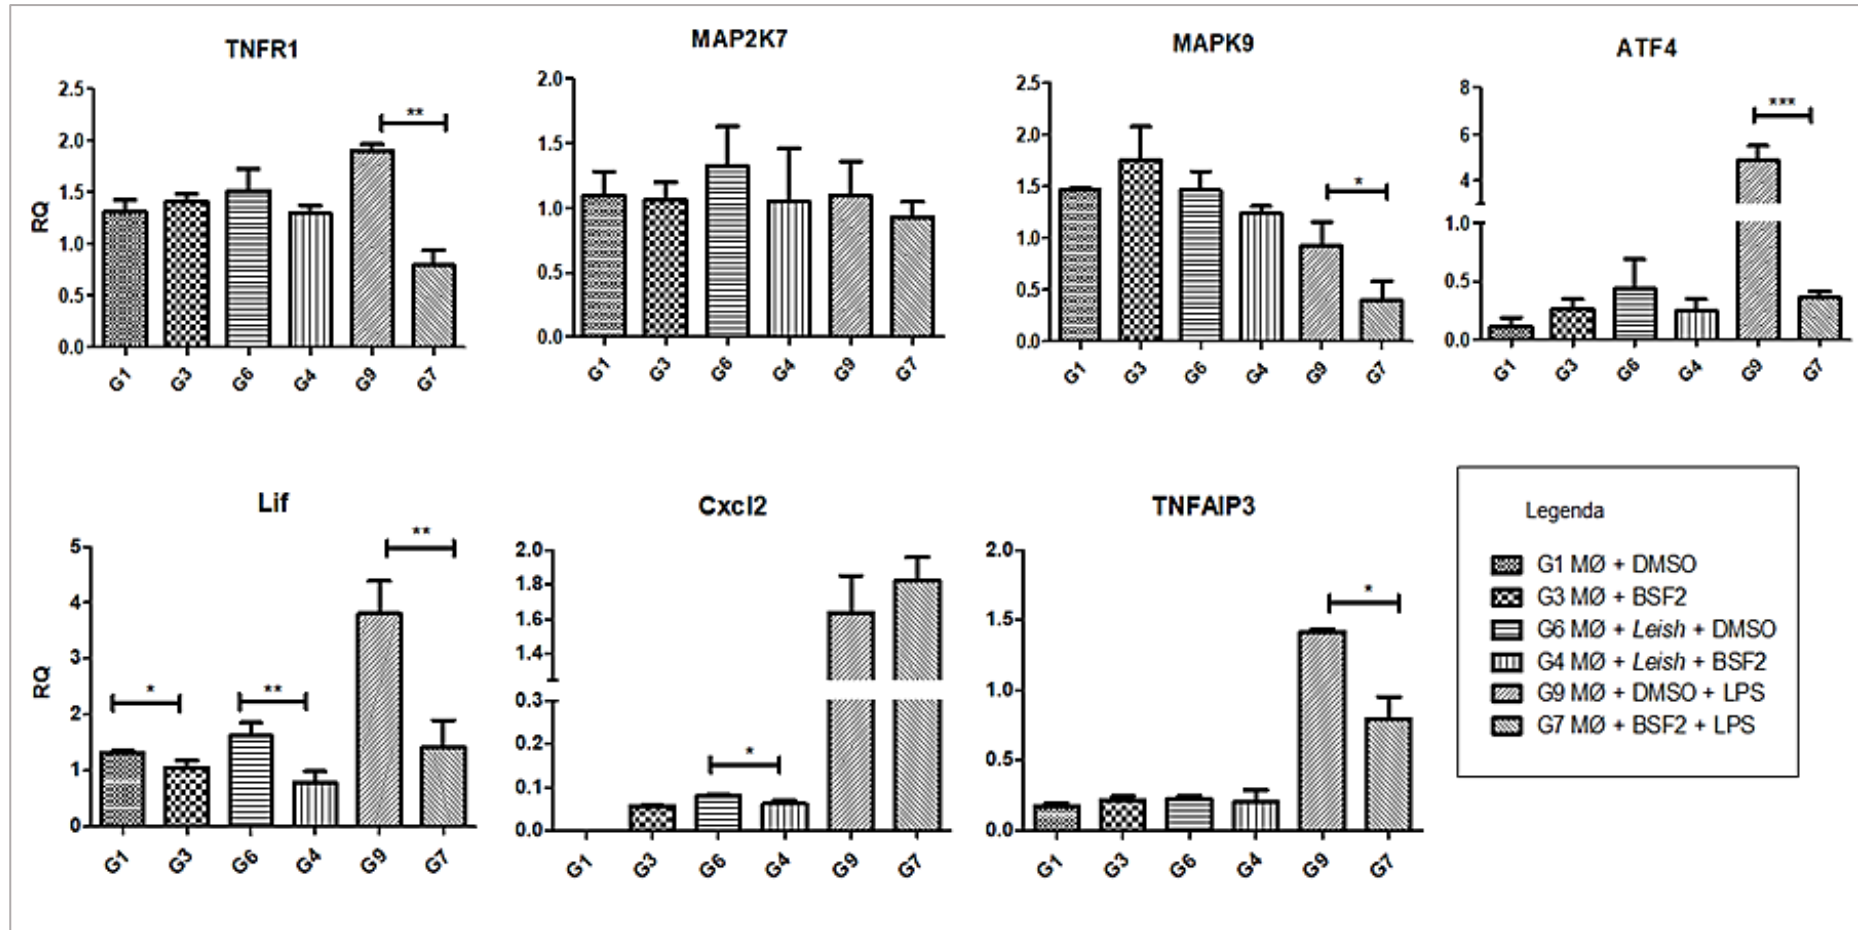 TNFR1
RQ
2.5
2.0
1.5
1.0
0.5
0.0
**
G1 G3 G6 G4 G9 G7
MAP2K7
2.0
1.5
1.0
0.5
0.0
G1 G3 G6 G4 G9 G7
MAPK9
2.5
2.0
1.5
1.0
0.5
0.0
*
G1 G3 G6 G4 G9 G7
ATF4
8
6
4
1.0
0.5
0.0
***
G1 G3 G6 G4 G9 G7
Lif
RQ
5
4
3
2
1
0
* ** **
G1 G3 G6 G4 G9 G7
Cxcl2
2.0
1.8
1.6
1.4
0.3
0.2
0.1
0.0
*
G1 G3 G6 G4 G9 G7
TNFAIP3
2.0
1.5
1.0
0.5
0.0
*
G1 G3 G6 G4 G9 G7
Legenda
G1 MØ + DMSO
G3 MØ + BSF2
G6 MØ + Leish + DMSO
G4 MØ + Leish + BSF2
G9 MØ + DMSO + LPS
G7 MØ + BSF2 + LPS